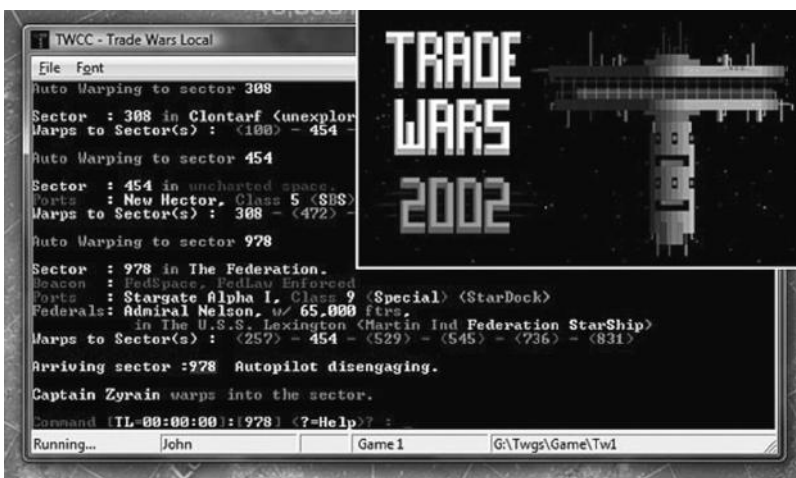 TWCC - Trade Wars Local
File Font
Auto Warping to sector 308
Sector : 308 in Clontarf (unexplor
Warps to Sector(s) : (100) - 454 -
Auto Warping to sector 454
Sector : 454 in uncharted space.
Ports : New Hector, Class 5 (SBS)
Warps to Sector(s) : 308 - (472) -
Auto Warping to sector 978
Sector : 978 in The Federation.
Beacon : FedSpace, FedLaw Enforced
Ports : Stargate Alpha I, Class 9 (Special) (StarDock)
Federals: Admiral Nelson, w/ 65,000 ftrs,
in The U.S.S. Lexington (Martin Ind Federation StarShip)
Warps to Sector(s) : (257) - 454 - (529) - (545) - (736) - (831)
Arriving sector :978 Autopilot disengaging.
Captain Zyrain warps into the sector.
Command [TL=00:00:00]:[978] (?=Help)? : _
Running... John Game 1 G:\Twgs\Game\Tw1
TRADE
WARS
2002